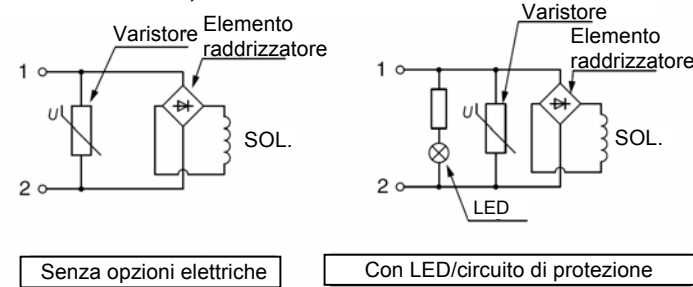 Varistore
Elemento
raddrizzatore
1
U
SOL.
2
Senza opzioni elettriche
Varistore
Elemento
raddrizzatore
1
U
SOL.
2
LED
Con LED/circuito di protezione